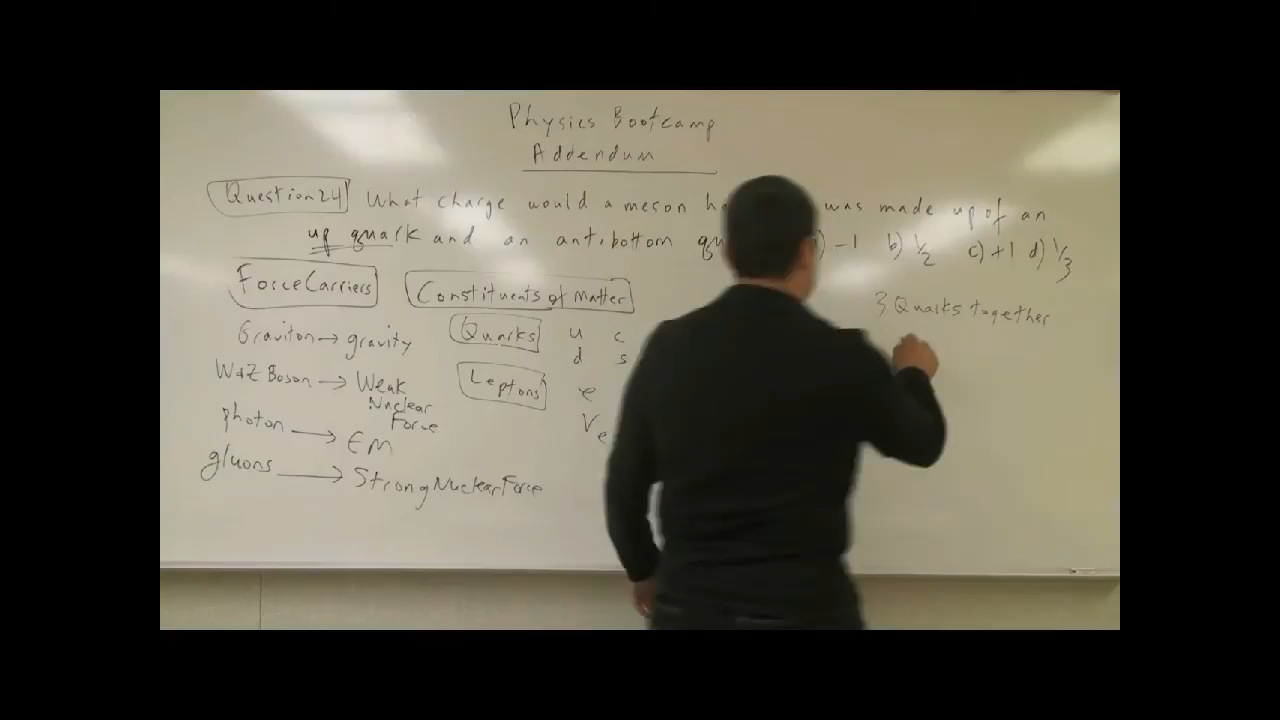 Physics Bootcamp
Addendum
Question 24 What charge would a meson was made up of an
up quark and an antibottom -1 b) 1/2 c) +1 d) 1/3
Force Carriers Constituents of Matter
3 Quarks together
Graviton → gravity Quarks u c
d s
W+Z Boson → Weak Nuclear Force Leptons e
photon → EM νe
gluons → Strong Nuclear Force